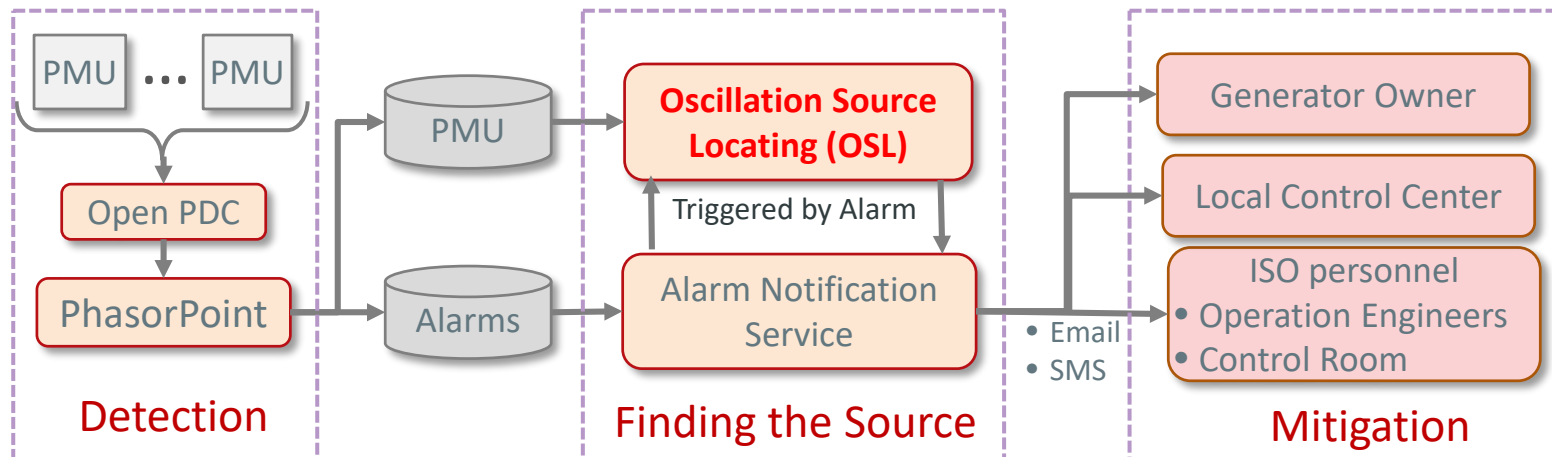 PMU ... PMU
Open PDC
PhasorPoint
Detection
PMU
Alarms
Oscillation Source
Locating (OSL)
Triggered by Alarm
Alarm Notification
Service
Finding the Source
• Email
• SMS
Generator Owner
Local Control Center
ISO personnel
• Operation Engineers
• Control Room
Mitigation